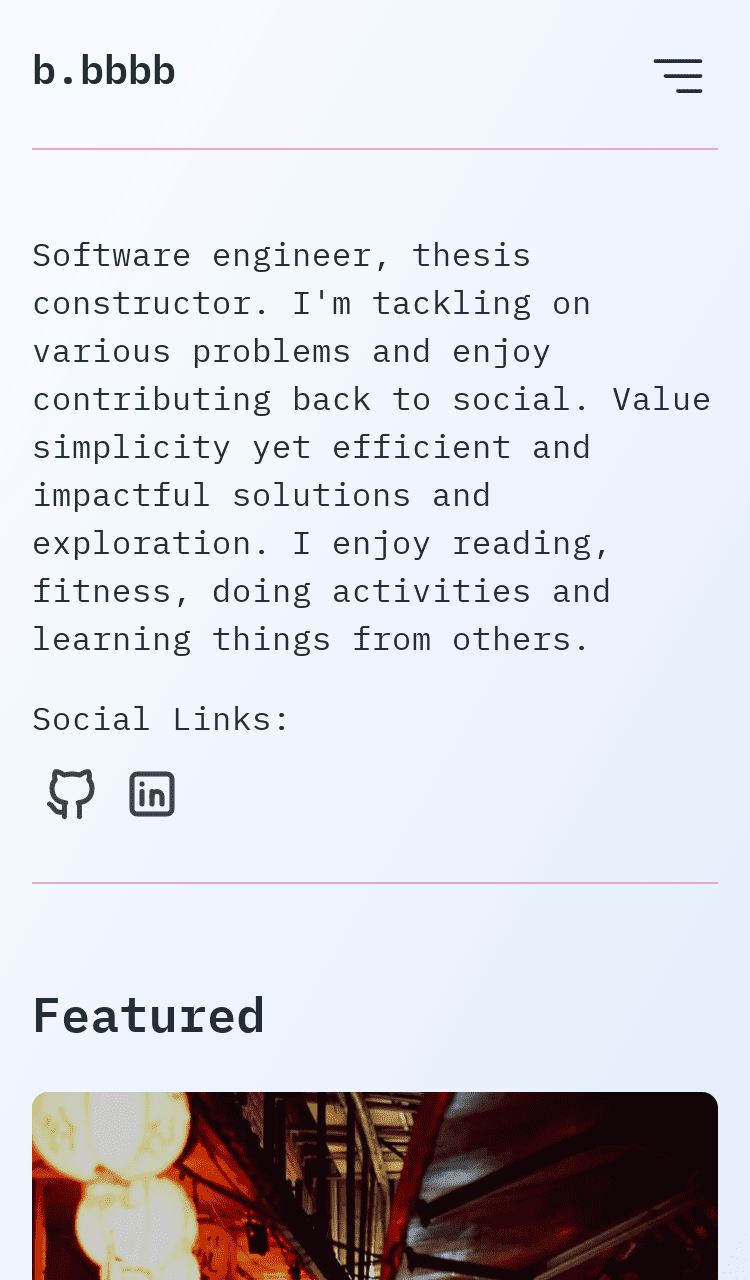 b.bbbb
Software engineer, thesis
constructor. I'm tackling on
various problems and enjoy
contributing back to social. Value
simplicity yet efficient and
impactful solutions and
exploration. I enjoy reading,
fitness, doing activities and
learning things from others.
Social Links:
in
Featured